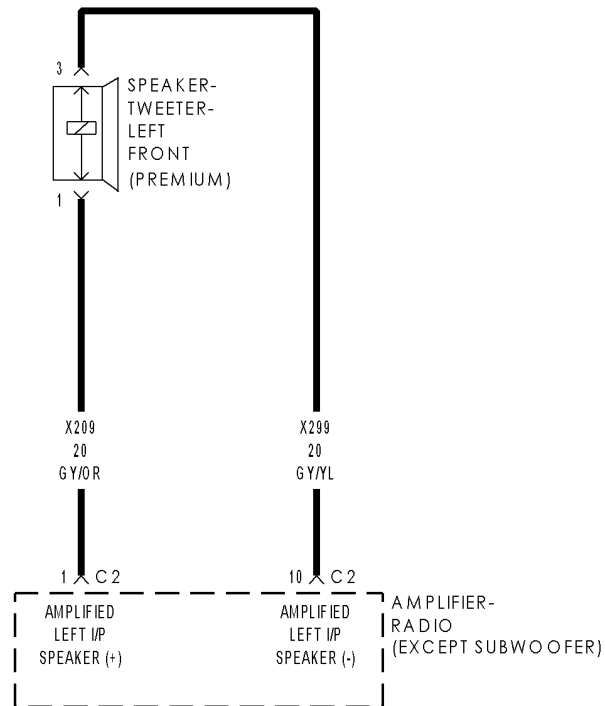 3
SPEAKER-
TWEETER-
LEFT
FRONT
(PREMIUM)
1
X209
20
GY/OR
X299
20
GY/YL
1 C2
10 C2
AMPLIFIED
LEFT I/P
SPEAKER (+)
AMPLIFIED
LEFT I/P
SPEAKER (-)
AMPLIFIER-
RADIO
(EXCEPT SUBWOOFER)